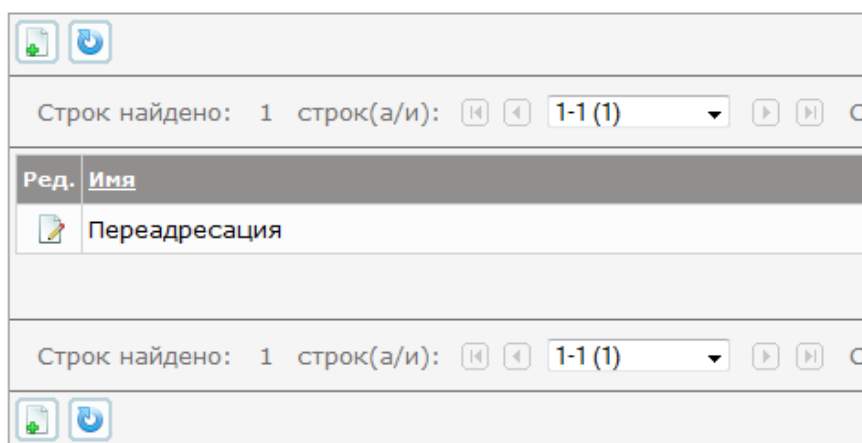 Строк найдено: 1 строк(а/и): 1-1 (1) С
Ред. Имя
Переадресация
Строк найдено: 1 строк(а/и): 1-1 (1) С